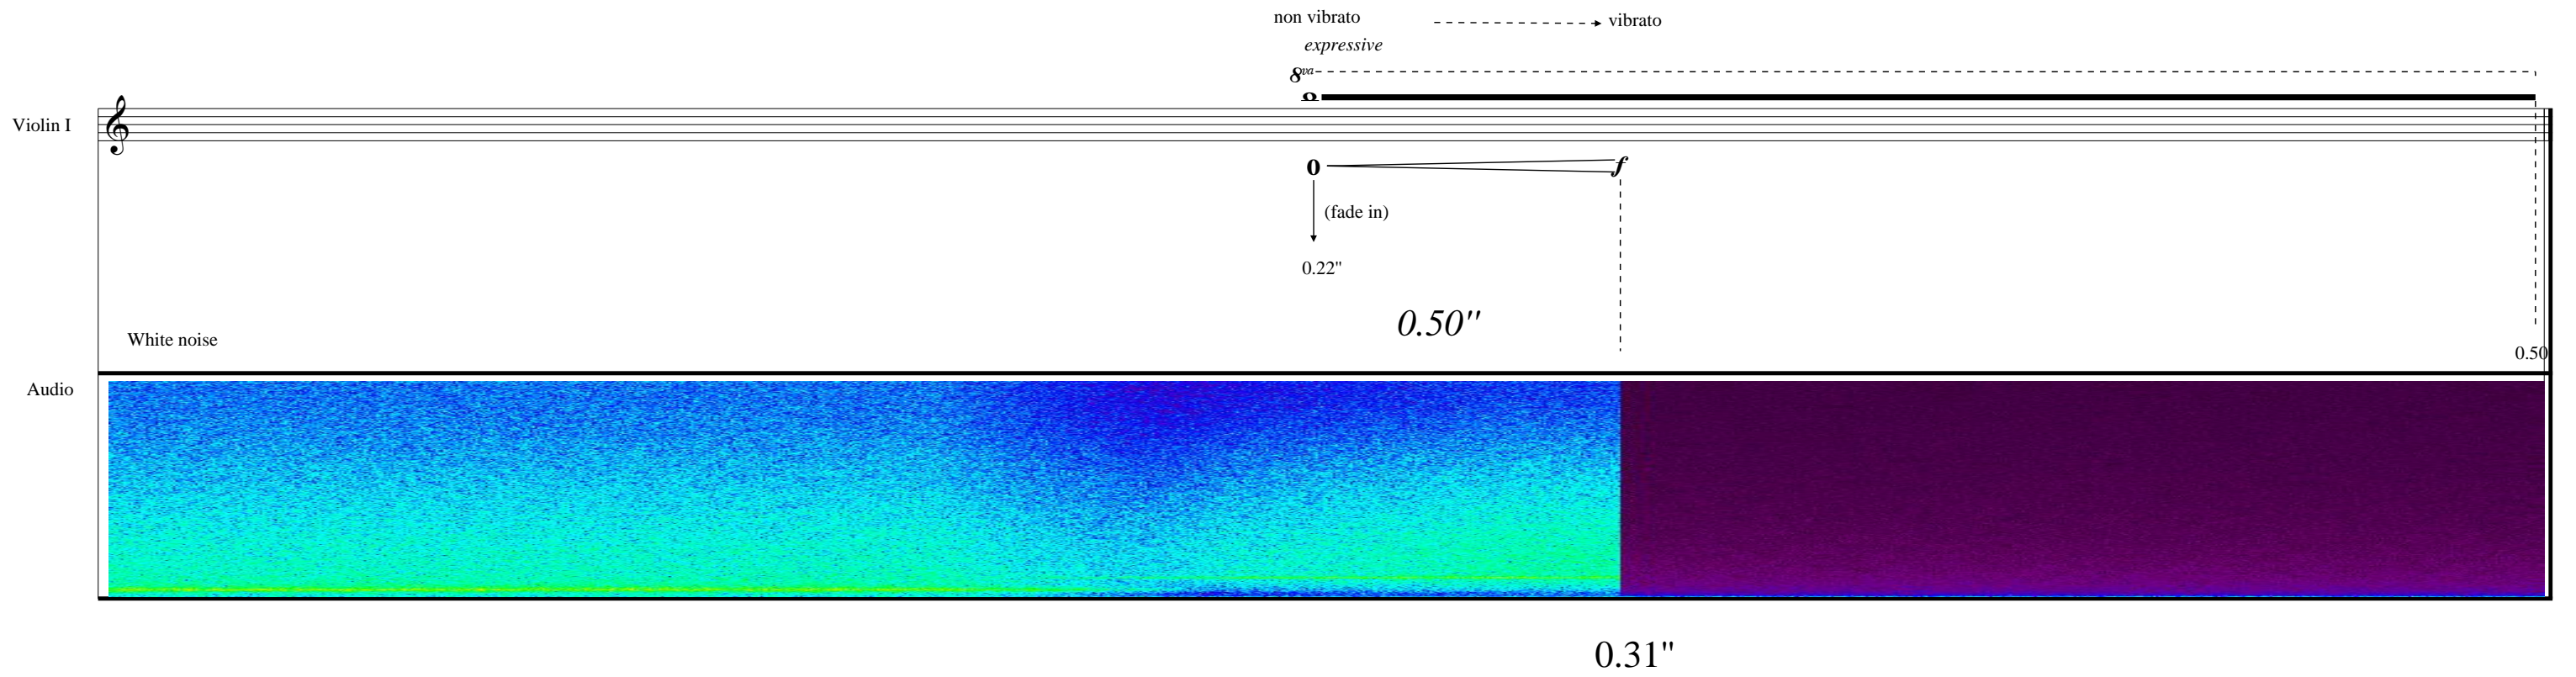 non vibrato vibrato
expressive
8va
Violin I
0 f
(fade in)
0.22"
0.50"
White noise
0.50
Audio
0.31"